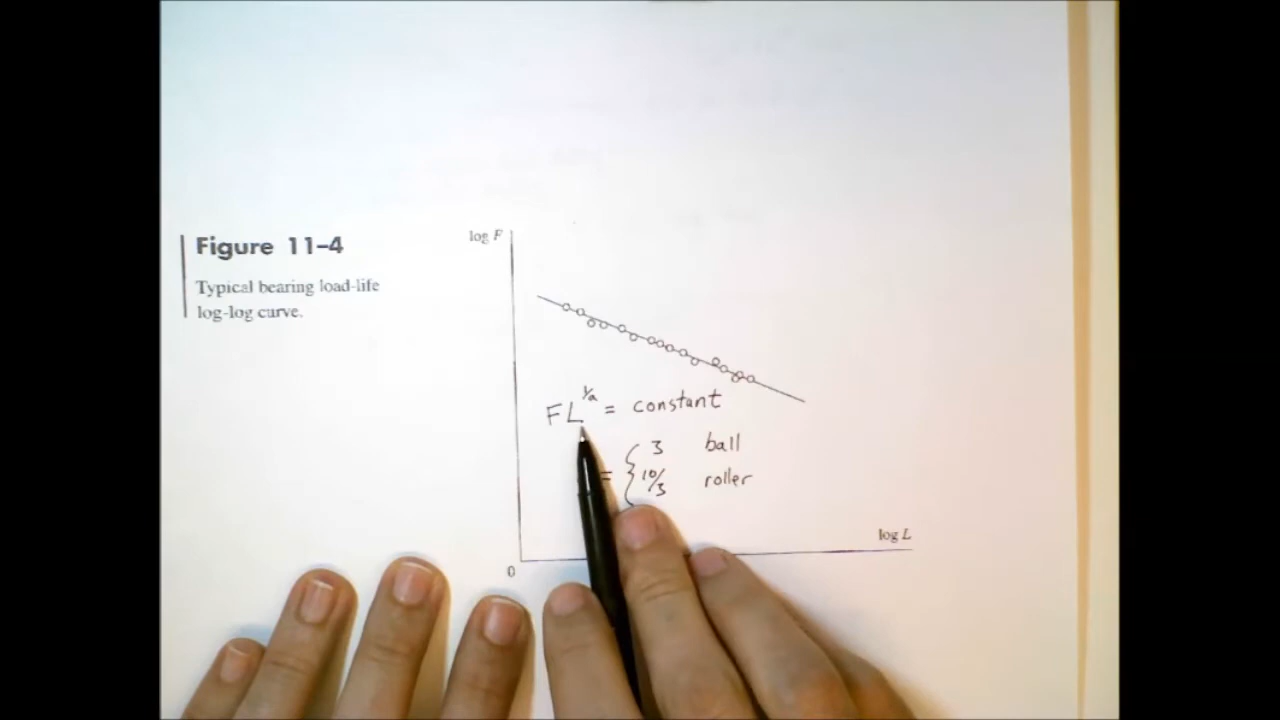 Figure 11–4
Typical bearing load-life
log-log curve.
log F
FL^1/a = constant
= { 3 ball
10/3 roller
log L
0